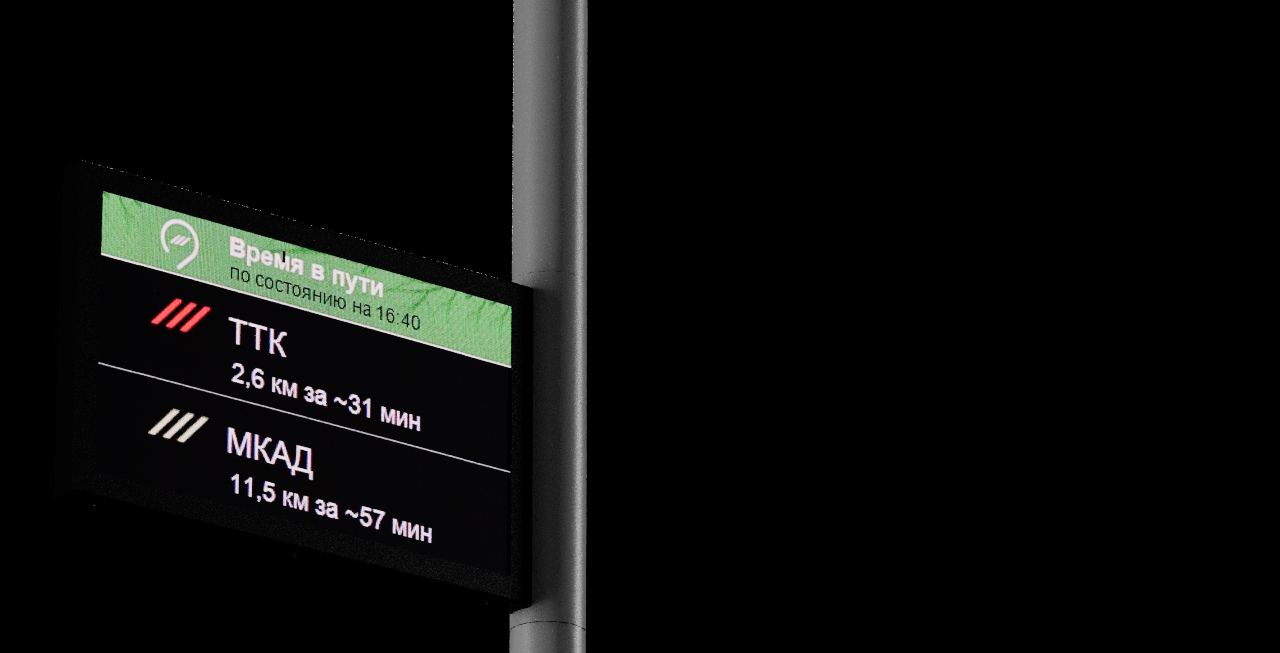 Время в пути
по состоянию на 16:40
ТТК
2,6 км за ~31 мин
МКАД
11,5 км за ~57 мин